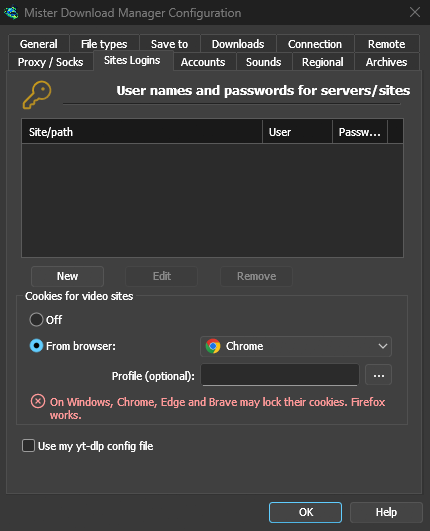 Mister Download Manager Configuration
General File types Save to Downloads Connection Remote
Proxy / Socks Sites Logins Accounts Sounds Regional Archives
User names and passwords for servers/sites
Site/path User Passw...
New Edit Remove
Cookies for video sites
Off
From browser: Chrome
Profile (optional): ...
On Windows, Chrome, Edge and Brave may lock their cookies. Firefox
works.
Use my yt-dlp config file
OK Help